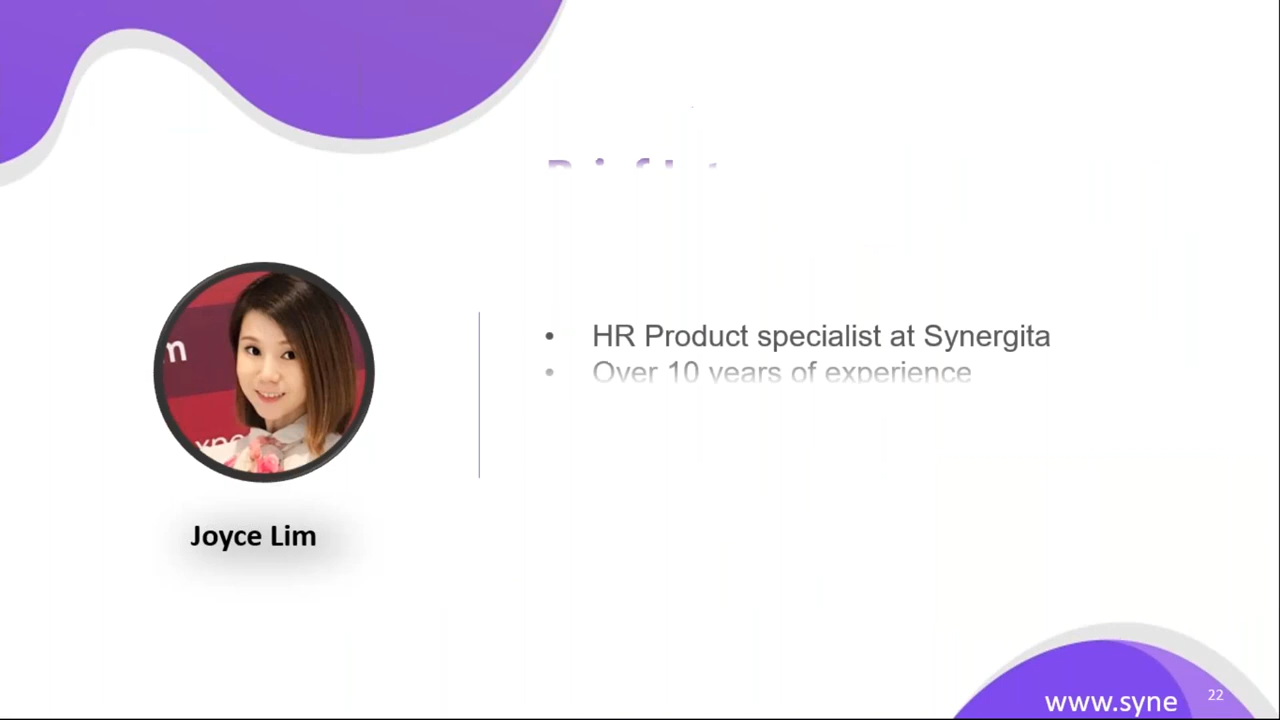 HR Product specialist at Synergita
Over 10 years of experience
Joyce Lim
www.syne
22